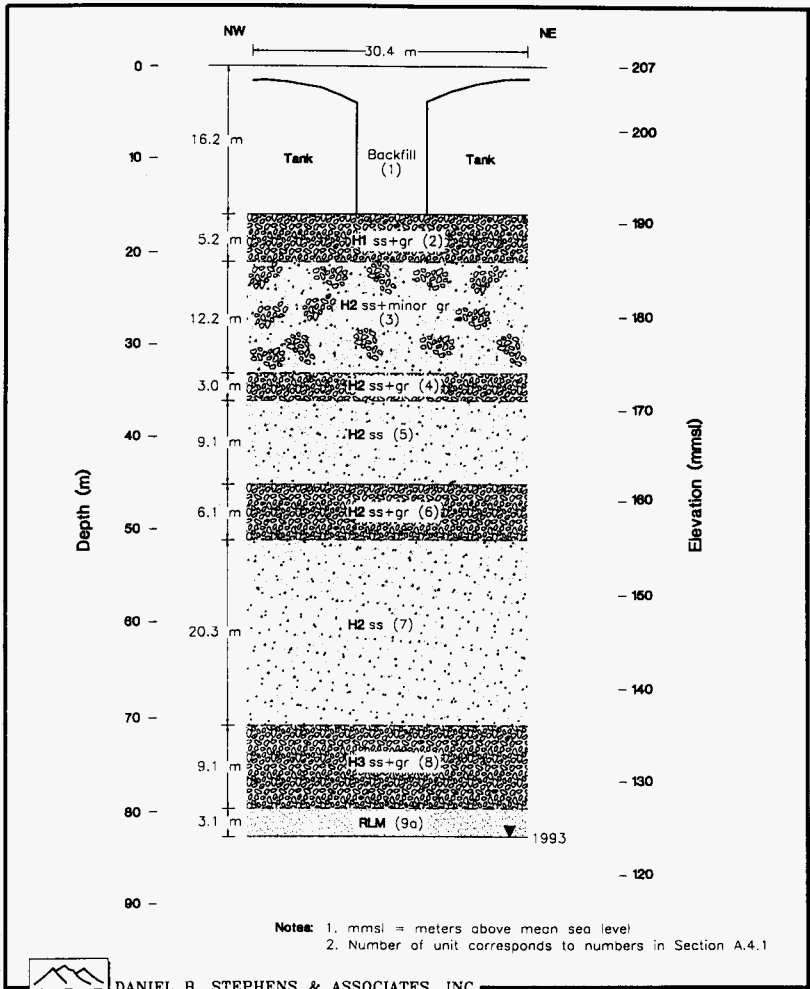 NW NE
30.4 m
0 — — 207
16.2 m
— 200
10 —
Tank
Backfill
(1)
Tank
— 190
5.2 m
H1 ss+gr (2)
20 —
12.2 m
H2 ss+minor gr
(3)
— 180
30 —
3.0 m
H2 ss+gr (4)
— 170
40 —
9.1 m
H2 ss (5)
Depth (m)
Elevation (mmsl)
6.1 m
H2 ss+gr (6)
— 160
50 —
— 150
60 —
20.3 m
H2 ss (7)
— 140
70 —
9.1 m
H3 ss+gr (8)
— 130
80 —
3.1 m
RLM (9a)
1993
— 120
90 —
Notes: 1. mmsl = meters above mean sea level
2. Number of unit corresponds to numbers in Section A.4.1
DANIEL B. STEPHENS & ASSOCIATES, INC.